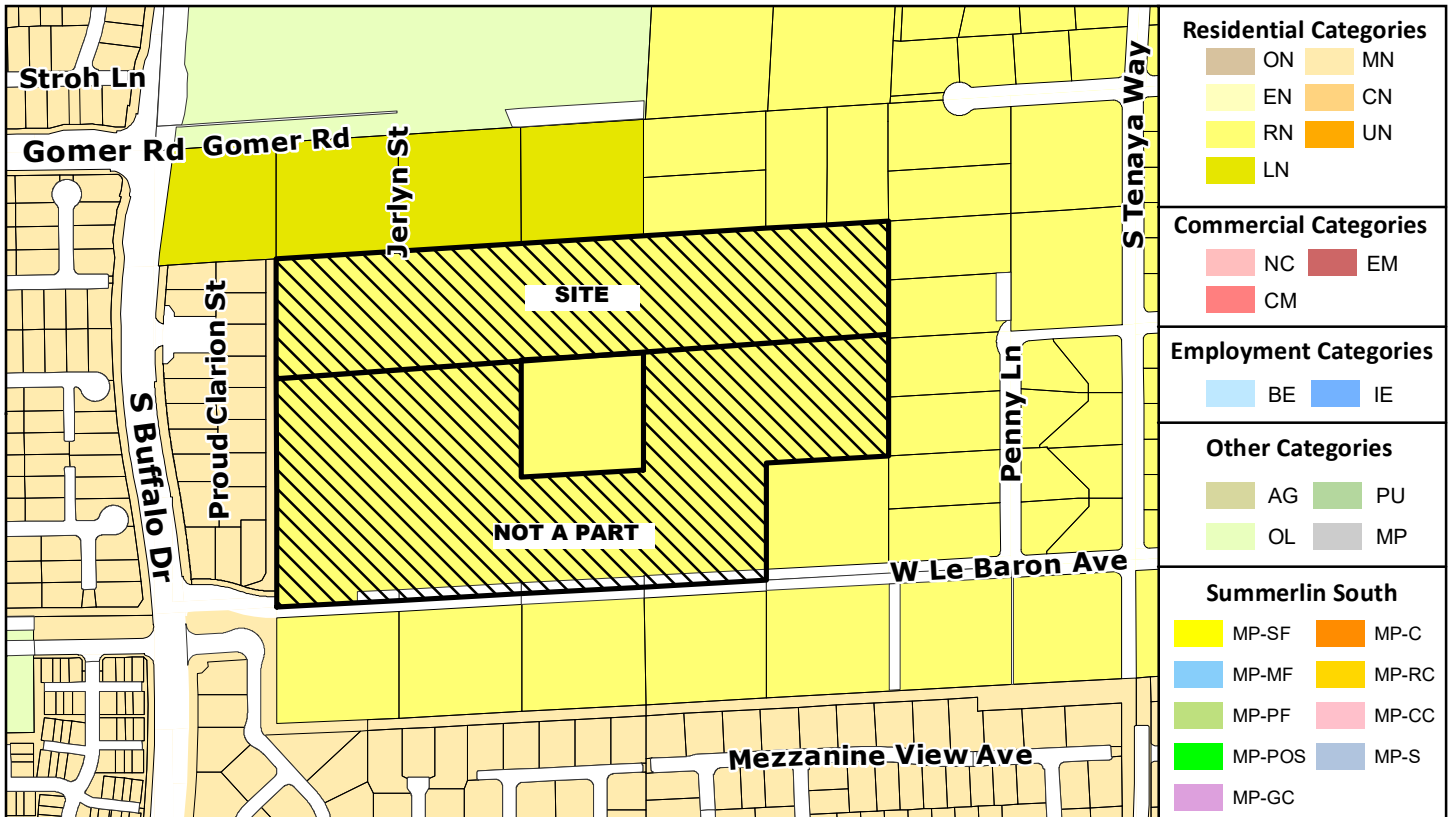 Stroh Ln
Gomer Rd
Gomer Rd
Jerlyn St
S Tenaya Way
SITE
Proud Clarion St
S Buffalo Dr
Penny Ln
NOT A PART
W Le Baron Ave
Mezzanine View Ave
Residential Categories
ON MN
EN CN
RN UN
LN
Commercial Categories
NC EM
CM
Employment Categories
BE IE
Other Categories
AG PU
OL MP
Summerlin South
MP-SF MP-C
MP-MF MP-RC
MP-PF MP-CC
MP-POS MP-S
MP-GC